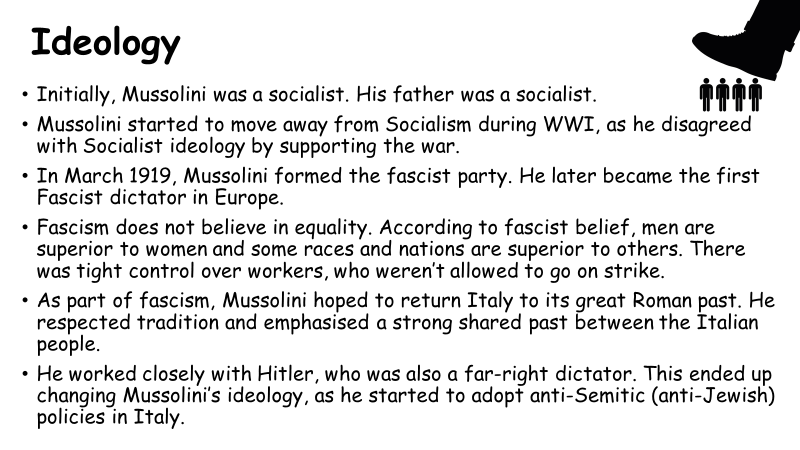 Ideology
• Initially, Mussolini was a socialist. His father was a socialist.
• Mussolini started to move away from Socialism during WWI, as he disagreed
with Socialist ideology by supporting the war.
• In March 1919, Mussolini formed the fascist party. He later became the first
Fascist dictator in Europe.
• Fascism does not believe in equality. According to fascist belief, men are
superior to women and some races and nations are superior to others. There
was tight control over workers, who weren't allowed to go on strike.
• As part of fascism, Mussolini hoped to return Italy to its great Roman past. He
respected tradition and emphasised a strong shared past between the Italian
people.
• He worked closely with Hitler, who was also a far-right dictator. This ended up
changing Mussolini's ideology, as he started to adopt anti-Semitic (anti-Jewish)
policies in Italy.